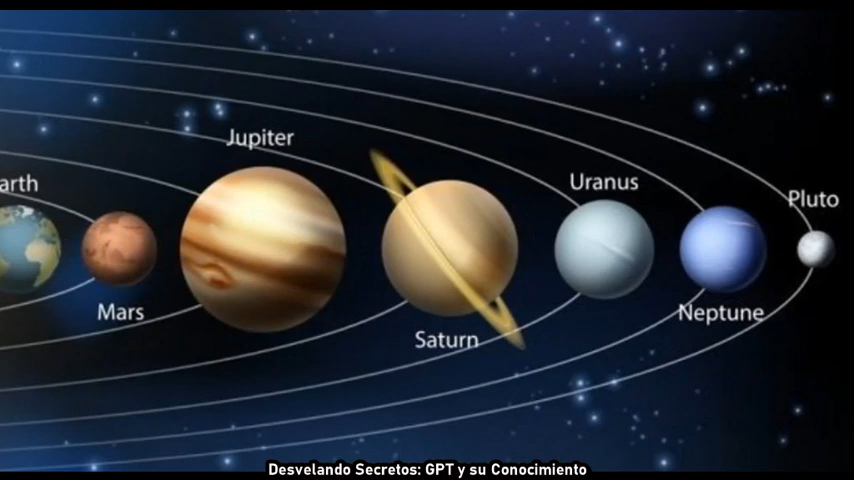 Jupiter
arth
Uranus
Pluto
Mars
Saturn
Neptune
Desvelando Secretos: GPT y su Conocimiento